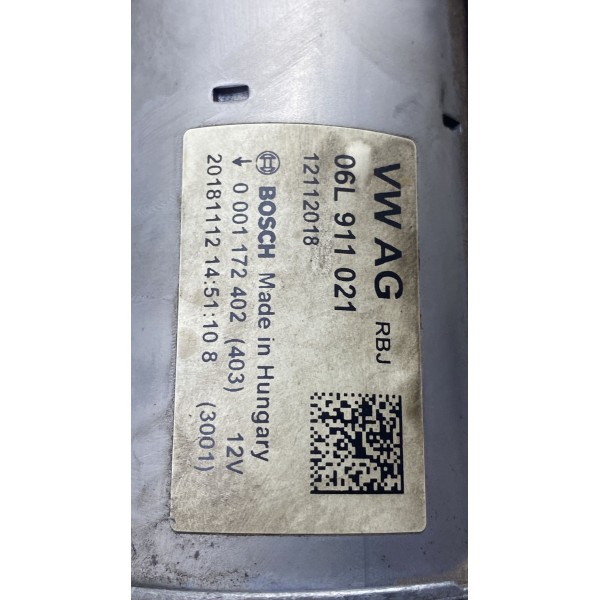 VW AG RBJ
06L 911 021
12112018
BOSCH Made in Hungary
0 001 172 402 (403) 12V
20181112 14:51:10 8 (3001)